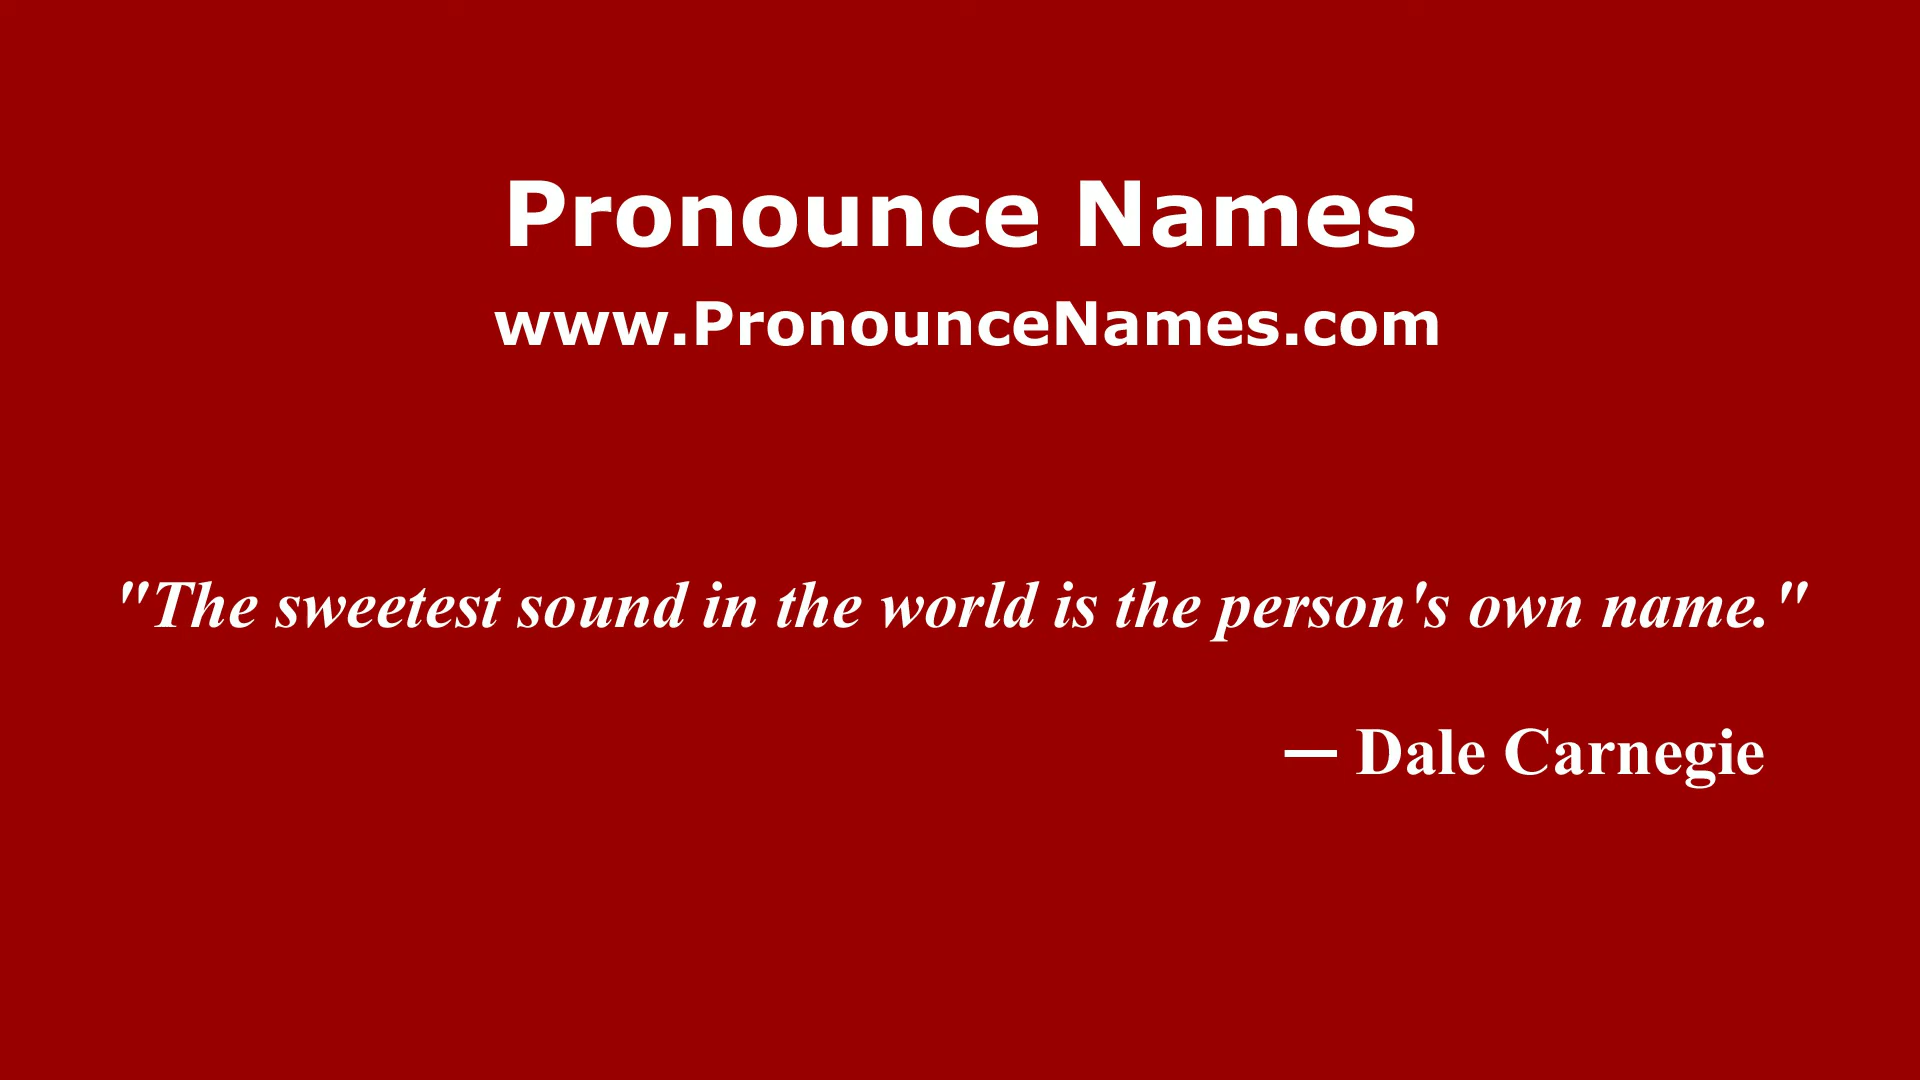 Pronounce Names
www.PronounceNames.com
"The sweetest sound in the world is the person's own name."
— Dale Carnegie